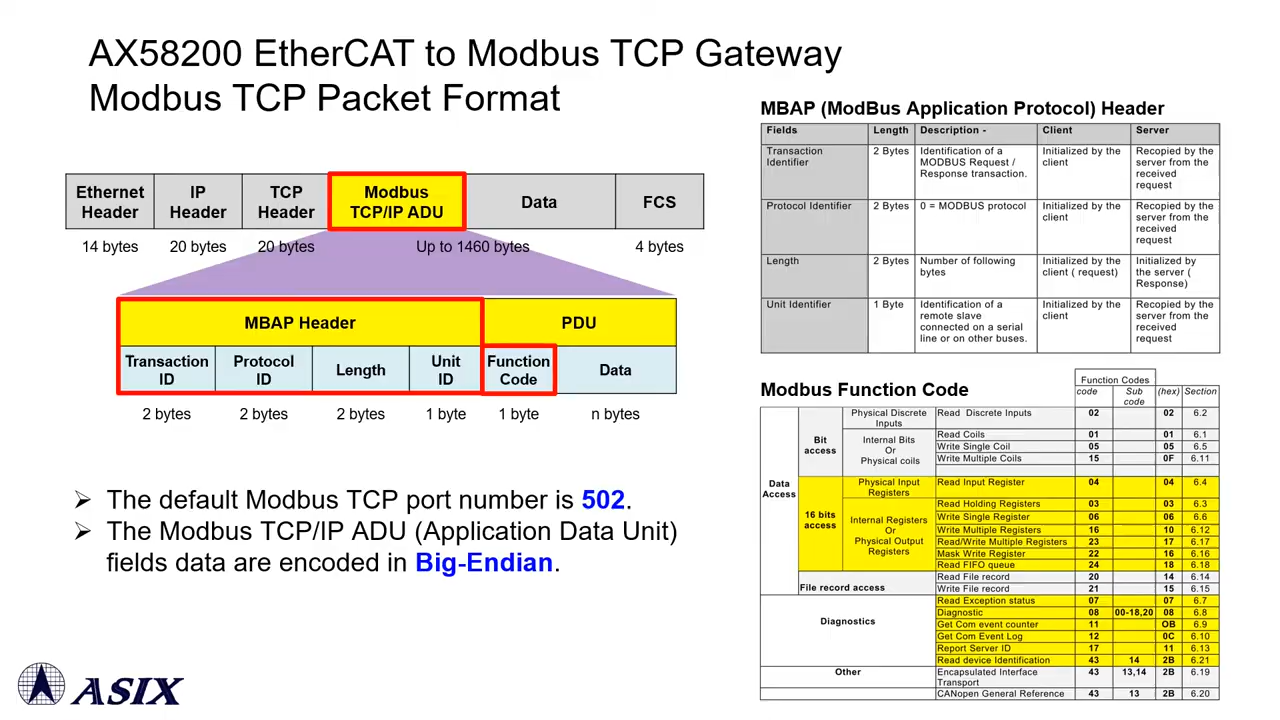 AX58200 EtherCAT to Modbus TCP Gateway
Modbus TCP Packet Format
Ethernet Header
IP Header
TCP Header
Modbus TCP/IP ADU
Data
FCS
14 bytes
20 bytes
20 bytes
Up to 1460 bytes
4 bytes
MBAP Header
PDU
Transaction ID
Protocol ID
Length
Unit ID
Function Code
Data
2 bytes
2 bytes
2 bytes
1 byte
1 byte
n bytes
➢ The default Modbus TCP port number is 502.
➢ The Modbus TCP/IP ADU (Application Data Unit)
fields data are encoded in Big-Endian.
ASIX
MBAP (ModBus Application Protocol) Header
Fields Length Description - Client Server
Transaction Identifier 2 Bytes Identification of a MODBUS Request / Response transaction. Initialized by the client Recopied by the server from the received request
Protocol Identifier 2 Bytes 0 = MODBUS protocol Initialized by the client Recopied by the server from the received request
Length 2 Bytes Number of following bytes Initialized by the client ( request) Initialized by the server ( Response)
Unit Identifier 1 Byte Identification of a remote slave connected on a serial line or on other buses. Initialized by the client Recopied by the server from the received request
Modbus Function Code
Function Codes
code Sub code (hex) Section
Data Access
Bit access
Physical Discrete Inputs
Read Discrete Inputs 02 02 6.2
Internal Bits Or Physical coils
Read Coils 01 01 6.1
Write Single Coil 05 05 6.5
Write Multiple Coils 15 0F 6.11
16 bits access
Physical Input Registers
Read Input Register 04 04 6.4
Internal Registers Or Physical Output Registers
Read Holding Registers 03 03 6.3
Write Single Register 06 06 6.6
Write Multiple Registers 16 10 6.12
Read/Write Multiple Registers 23 17 6.17
Mask Write Register 22 16 6.16
Read FIFO queue 24 18 6.18
File record access
Read File record 20 14 6.14
Write File record 21 15 6.15
Diagnostics
Read Exception status 07 07 6.7
Diagnostic 08 00-18,20 08 6.8
Get Com event counter 11 OB 6.9
Get Com Event Log 12 0C 6.10
Report Server ID 17 11 6.13
Read device Identification 43 14 2B 6.21
Other
Encapsulated Interface Transport 43 13,14 2B 6.19
CANopen General Reference 43 13 2B 6.20